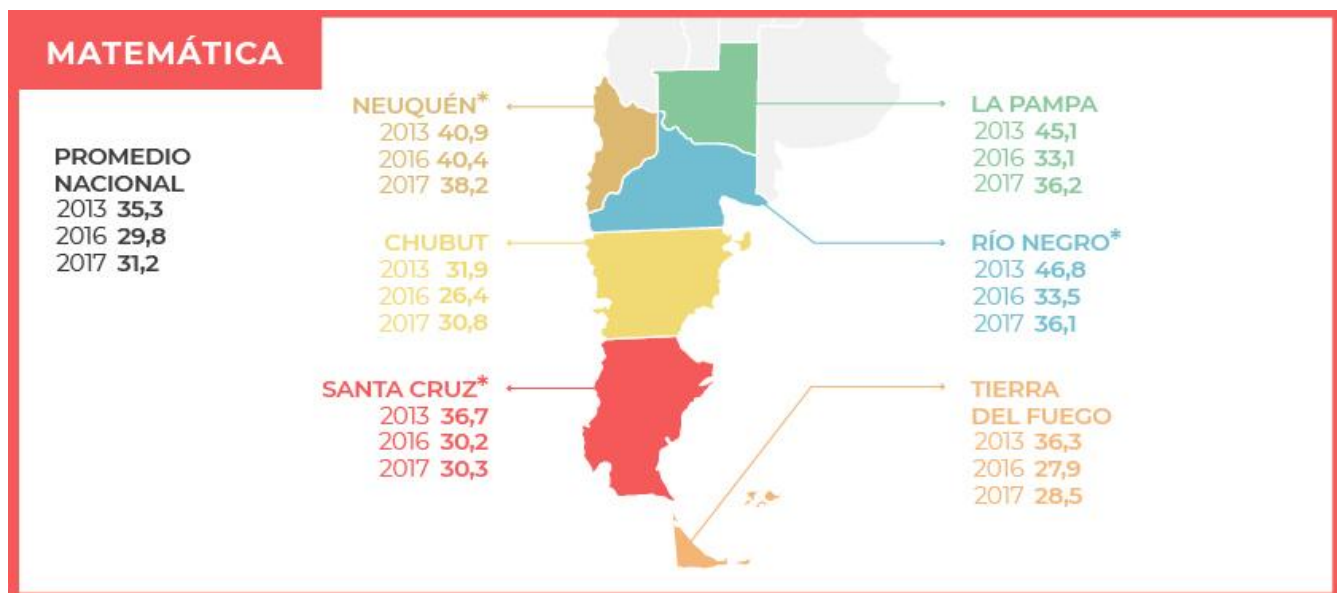 MATEMÁTICA
PROMEDIO
NACIONAL
2013 35,3
2016 29,8
2017 31,2
NEUQUÉN*
2013 40,9
2016 40,4
2017 38,2
CHUBUT
2013 31,9
2016 26,4
2017 30,8
SANTA CRUZ*
2013 36,7
2016 30,2
2017 30,3
LA PAMPA
2013 45,1
2016 33,1
2017 36,2
RÍO NEGRO*
2013 46,8
2016 33,5
2017 36,1
TIERRA
DEL FUEGO
2013 36,3
2016 27,9
2017 28,5